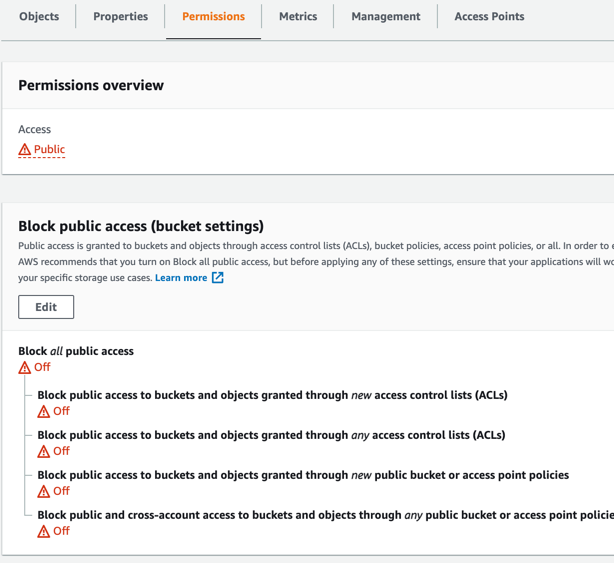 Objects Properties Permissions Metrics Management Access Points
Permissions overview
Access
Public
Block public access (bucket settings)
Public access is granted to buckets and objects through access control lists (ACLs), bucket policies, access point policies, or all. In order to
AWS recommends that you turn on Block all public access, but before applying any of these settings, ensure that your applications will
your specific storage use cases. Learn more
Edit
Block all public access
Off
Block public access to buckets and objects granted through new access control lists (ACLs)
Off
Block public access to buckets and objects granted through any access control lists (ACLs)
Off
Block public access to buckets and objects granted through new public bucket or access point policies
Off
Block public and cross-account access to buckets and objects through any public bucket or access point
Off